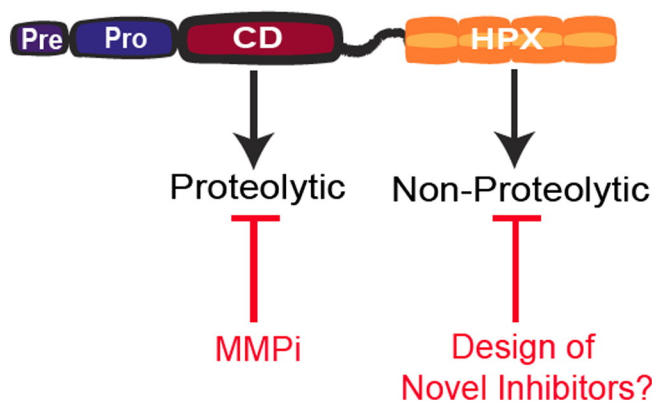 Pre Pro CD HPX
Proteolytic Non-Proteolytic
MMPi
Design of
Novel Inhibitors?